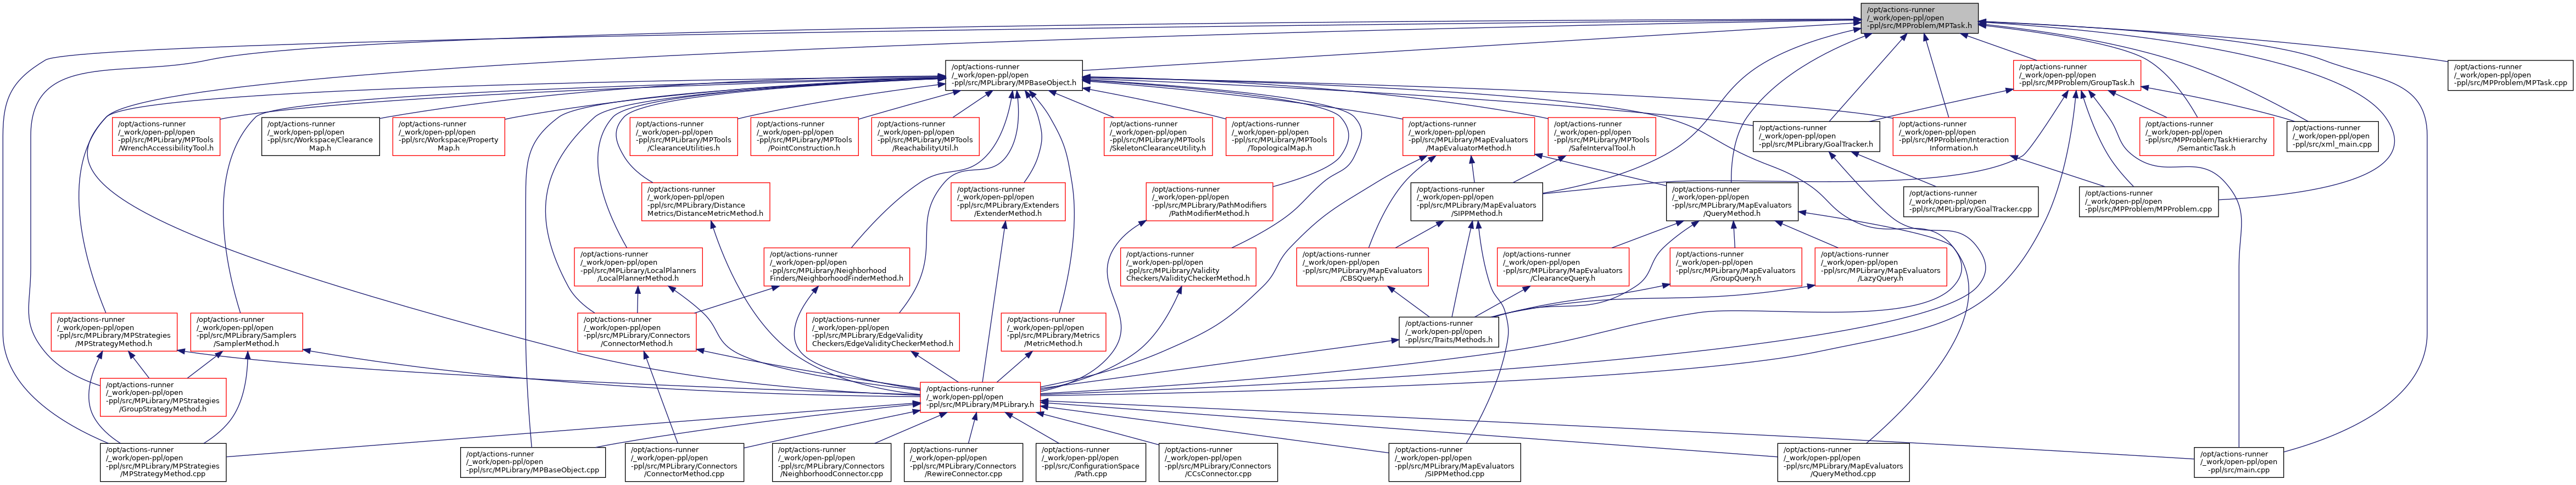 /opt/actions-runner
/_work/open-ppl/open
-ppl/src/MPProblem/MPTask.h
/opt/actions-runner
/_work/open-ppl/open
-ppl/src/MPLibrary/MPBaseObject.h
/opt/actions-runner
/_work/open-ppl/open
-ppl/src/MPProblem/GroupTask.h
/opt/actions-runner
/_work/open-ppl/open
-ppl/src/MPProblem/MPTask.cpp
/opt/actions-runner
/_work/open-ppl/open
-ppl/src/MPLibrary/MPTools
/WrenchAccessibilityTool.h
/opt/actions-runner
/_work/open-ppl/open
-ppl/src/Workspace/Clearance
Map.h
/opt/actions-runner
/_work/open-ppl/open
-ppl/src/Workspace/Property
Map.h
/opt/actions-runner
/_work/open-ppl/open
-ppl/src/MPLibrary/MPTools
/ClearanceUtilities.h
/opt/actions-runner
/_work/open-ppl/open
-ppl/src/MPLibrary/MPTools
/PointConstruction.h
/opt/actions-runner
/_work/open-ppl/open
-ppl/src/MPLibrary/MPTools
/ReachabilityUtil.h
/opt/actions-runner
/_work/open-ppl/open
-ppl/src/MPLibrary/MPTools
/SkeletonClearanceUtility.h
/opt/actions-runner
/_work/open-ppl/open
-ppl/src/MPLibrary/MPTools
/TopologicalMap.h
/opt/actions-runner
/_work/open-ppl/open
-ppl/src/MPLibrary/MapEvaluators
/MapEvaluatorMethod.h
/opt/actions-runner
/_work/open-ppl/open
-ppl/src/MPLibrary/MPTools
/SafeIntervalTool.h
/opt/actions-runner
/_work/open-ppl/open
-ppl/src/MPLibrary/GoalTracker.h
/opt/actions-runner
/_work/open-ppl/open
-ppl/src/MPProblem/Interaction
Information.h
/opt/actions-runner
/_work/open-ppl/open
-ppl/src/MPProblem/TaskHierarchy
/SemanticTask.h
/opt/actions-runner
/_work/open-ppl/open
-ppl/src/xml_main.cpp
/opt/actions-runner
/_work/open-ppl/open
-ppl/src/MPLibrary/Distance
Metrics/DistanceMetricMethod.h
/opt/actions-runner
/_work/open-ppl/open
-ppl/src/MPLibrary/Extenders
/ExtenderMethod.h
/opt/actions-runner
/_work/open-ppl/open
-ppl/src/MPLibrary/PathModifiers
/PathModifierMethod.h
/opt/actions-runner
/_work/open-ppl/open
-ppl/src/MPLibrary/MapEvaluators
/SIPPMethod.h
/opt/actions-runner
/_work/open-ppl/open
-ppl/src/MPLibrary/MapEvaluators
/QueryMethod.h
/opt/actions-runner
/_work/open-ppl/open
-ppl/src/MPLibrary/GoalTracker.cpp
/opt/actions-runner
/_work/open-ppl/open
-ppl/src/MPProblem/MPProblem.cpp
/opt/actions-runner
/_work/open-ppl/open
-ppl/src/MPLibrary/LocalPlanners
/LocalPlannerMethod.h
/opt/actions-runner
/_work/open-ppl/open
-ppl/src/MPLibrary/Neighborhood
Finders/NeighborhoodFinderMethod.h
/opt/actions-runner
/_work/open-ppl/open
-ppl/src/MPLibrary/Validity
Checkers/ValidityCheckerMethod.h
/opt/actions-runner
/_work/open-ppl/open
-ppl/src/MPLibrary/MapEvaluators
/CBSQuery.h
/opt/actions-runner
/_work/open-ppl/open
-ppl/src/MPLibrary/MapEvaluators
/ClearanceQuery.h
/opt/actions-runner
/_work/open-ppl/open
-ppl/src/MPLibrary/MapEvaluators
/GroupQuery.h
/opt/actions-runner
/_work/open-ppl/open
-ppl/src/MPLibrary/MapEvaluators
/LazyQuery.h
/opt/actions-runner
/_work/open-ppl/open
-ppl/src/MPLibrary/MPStrategies
/MPStrategyMethod.h
/opt/actions-runner
/_work/open-ppl/open
-ppl/src/MPLibrary/Samplers
/SamplerMethod.h
/opt/actions-runner
/_work/open-ppl/open
-ppl/src/MPLibrary/Connectors
/ConnectorMethod.h
/opt/actions-runner
/_work/open-ppl/open
-ppl/src/MPLibrary/EdgeValidity
Checkers/EdgeValidityCheckerMethod.h
/opt/actions-runner
/_work/open-ppl/open
-ppl/src/MPLibrary/Metrics
/MetricMethod.h
/opt/actions-runner
/_work/open-ppl/open
-ppl/src/Traits/Methods.h
/opt/actions-runner
/_work/open-ppl/open
-ppl/src/MPLibrary/MPStrategies
/GroupStrategyMethod.h
/opt/actions-runner
/_work/open-ppl/open
-ppl/src/MPLibrary/MPLibrary.h
/opt/actions-runner
/_work/open-ppl/open
-ppl/src/MPLibrary/MPStrategies
/MPStrategyMethod.cpp
/opt/actions-runner
/_work/open-ppl/open
-ppl/src/MPLibrary/MPBaseObject.cpp
/opt/actions-runner
/_work/open-ppl/open
-ppl/src/MPLibrary/Connectors
/ConnectorMethod.cpp
/opt/actions-runner
/_work/open-ppl/open
-ppl/src/MPLibrary/Connectors
/NeighborhoodConnector.cpp
/opt/actions-runner
/_work/open-ppl/open
-ppl/src/MPLibrary/Connectors
/RewireConnector.cpp
/opt/actions-runner
/_work/open-ppl/open
-ppl/src/ConfigurationSpace
/Path.cpp
/opt/actions-runner
/_work/open-ppl/open
-ppl/src/MPLibrary/Connectors
/CCsConnector.cpp
/opt/actions-runner
/_work/open-ppl/open
-ppl/src/MPLibrary/MapEvaluators
/SIPPMethod.cpp
/opt/actions-runner
/_work/open-ppl/open
-ppl/src/MPLibrary/MapEvaluators
/QueryMethod.cpp
/opt/actions-runner
/_work/open-ppl/open
-ppl/src/main.cpp